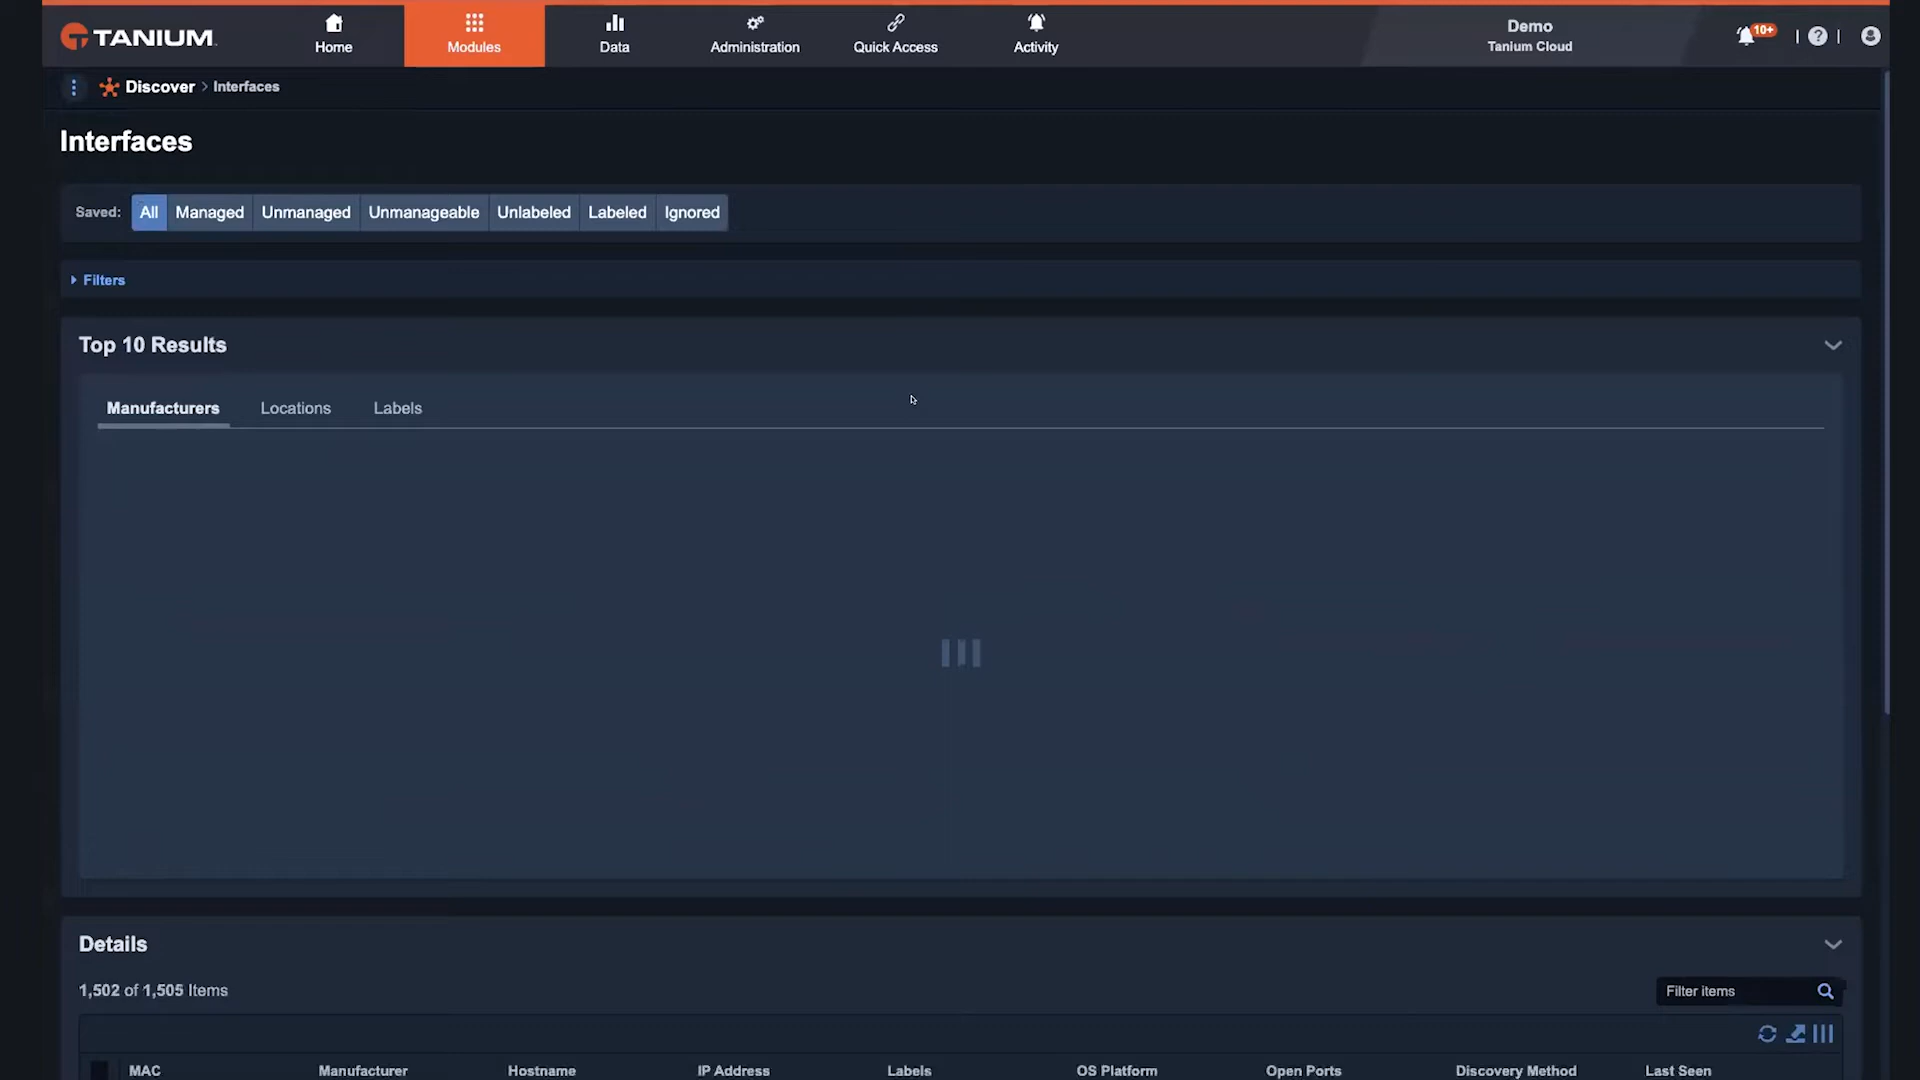 TANIUM
Home
Modules
Data
Administration
Quick Access
Activity
Demo
Tanium Cloud
10+
?
Discover > Interfaces
Interfaces
Saved: All Managed Unmanaged Unmanageable Unlabeled Labeled Ignored
Filters
Top 10 Results
Manufacturers Locations Labels
Details
1,502 of 1,505 Items
Filter items
MAC Manufacturer Hostname IP Address Labels OS Platform Open Ports Discovery Method Last Seen